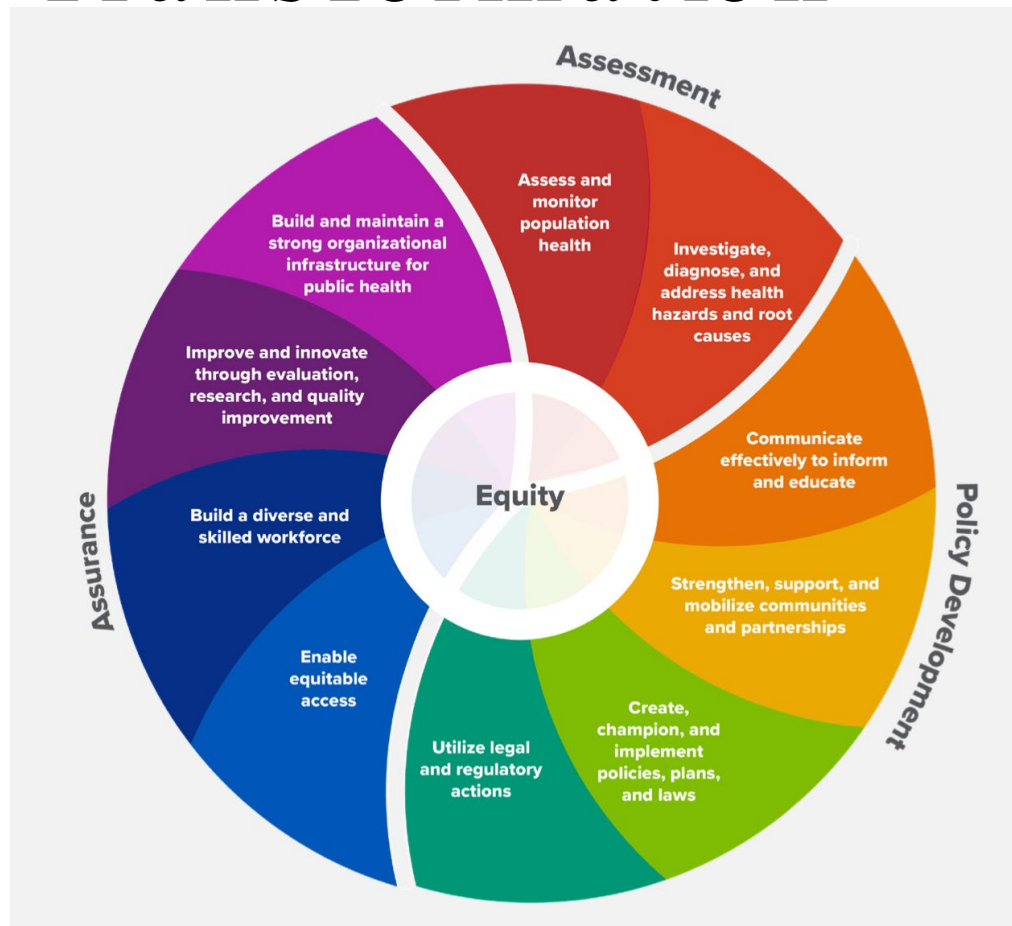 Assessment
Assess and
monitor
population
health
Investigate,
diagnose, and
address health
hazards and root
causes
Policy Development
Communicate
effectively to inform
and educate
Strengthen, support, and
mobilize communities
and partnerships
Create,
champion, and
implement
policies, plans,
and laws
Utilize legal
and regulatory
actions
Assurance
Enable
equitable
access
Build a diverse and
skilled workforce
Improve and innovate
through evaluation,
research, and quality
improvement
Build and maintain a
strong organizational
infrastructure for
public health
Equity